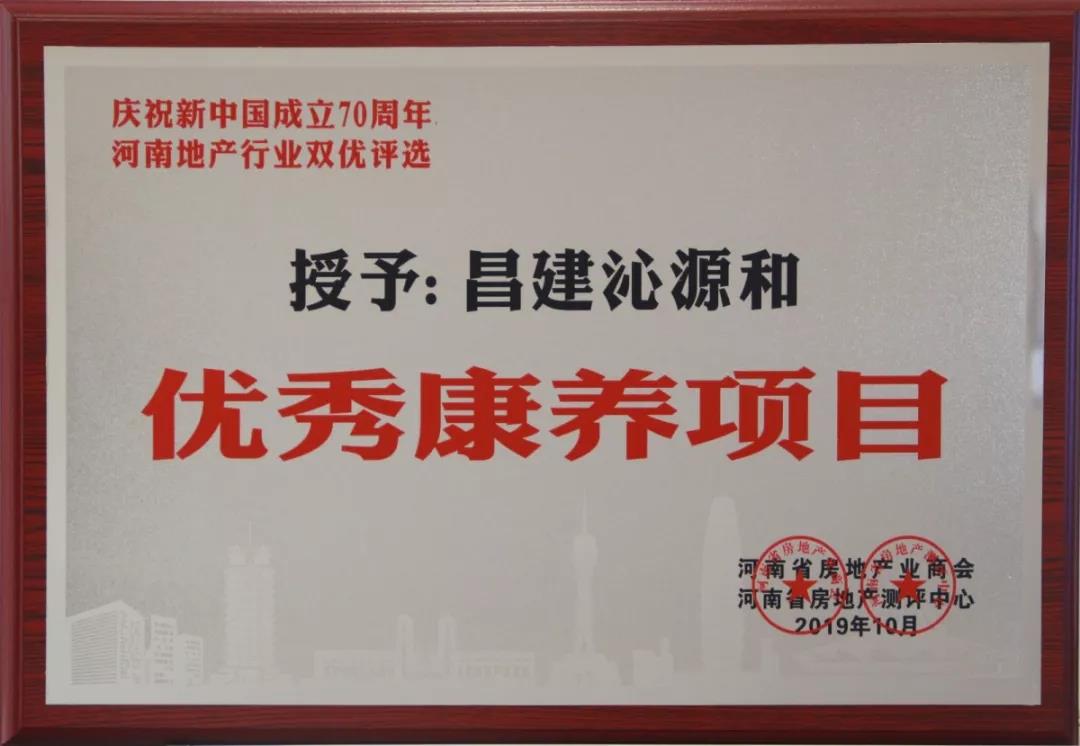 庆祝新中国成立70周年
河南地产行业双优评选
授予:昌建沁源和
优秀康养项目
河南省房地产业商会
河南省房地产测评中心
2019年10月